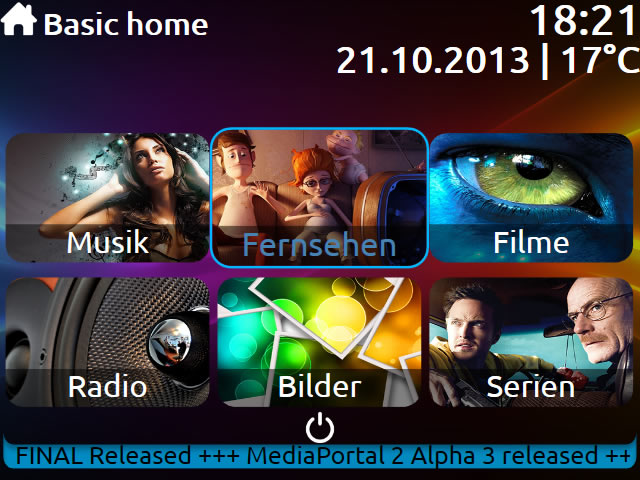 Basic home
18:21
21.10.2013 | 17°C
Musik
Fernsehen
Filme
Radio
Bilder
Serien
FINAL Released +++ MediaPortal 2 Alpha 3 released ++